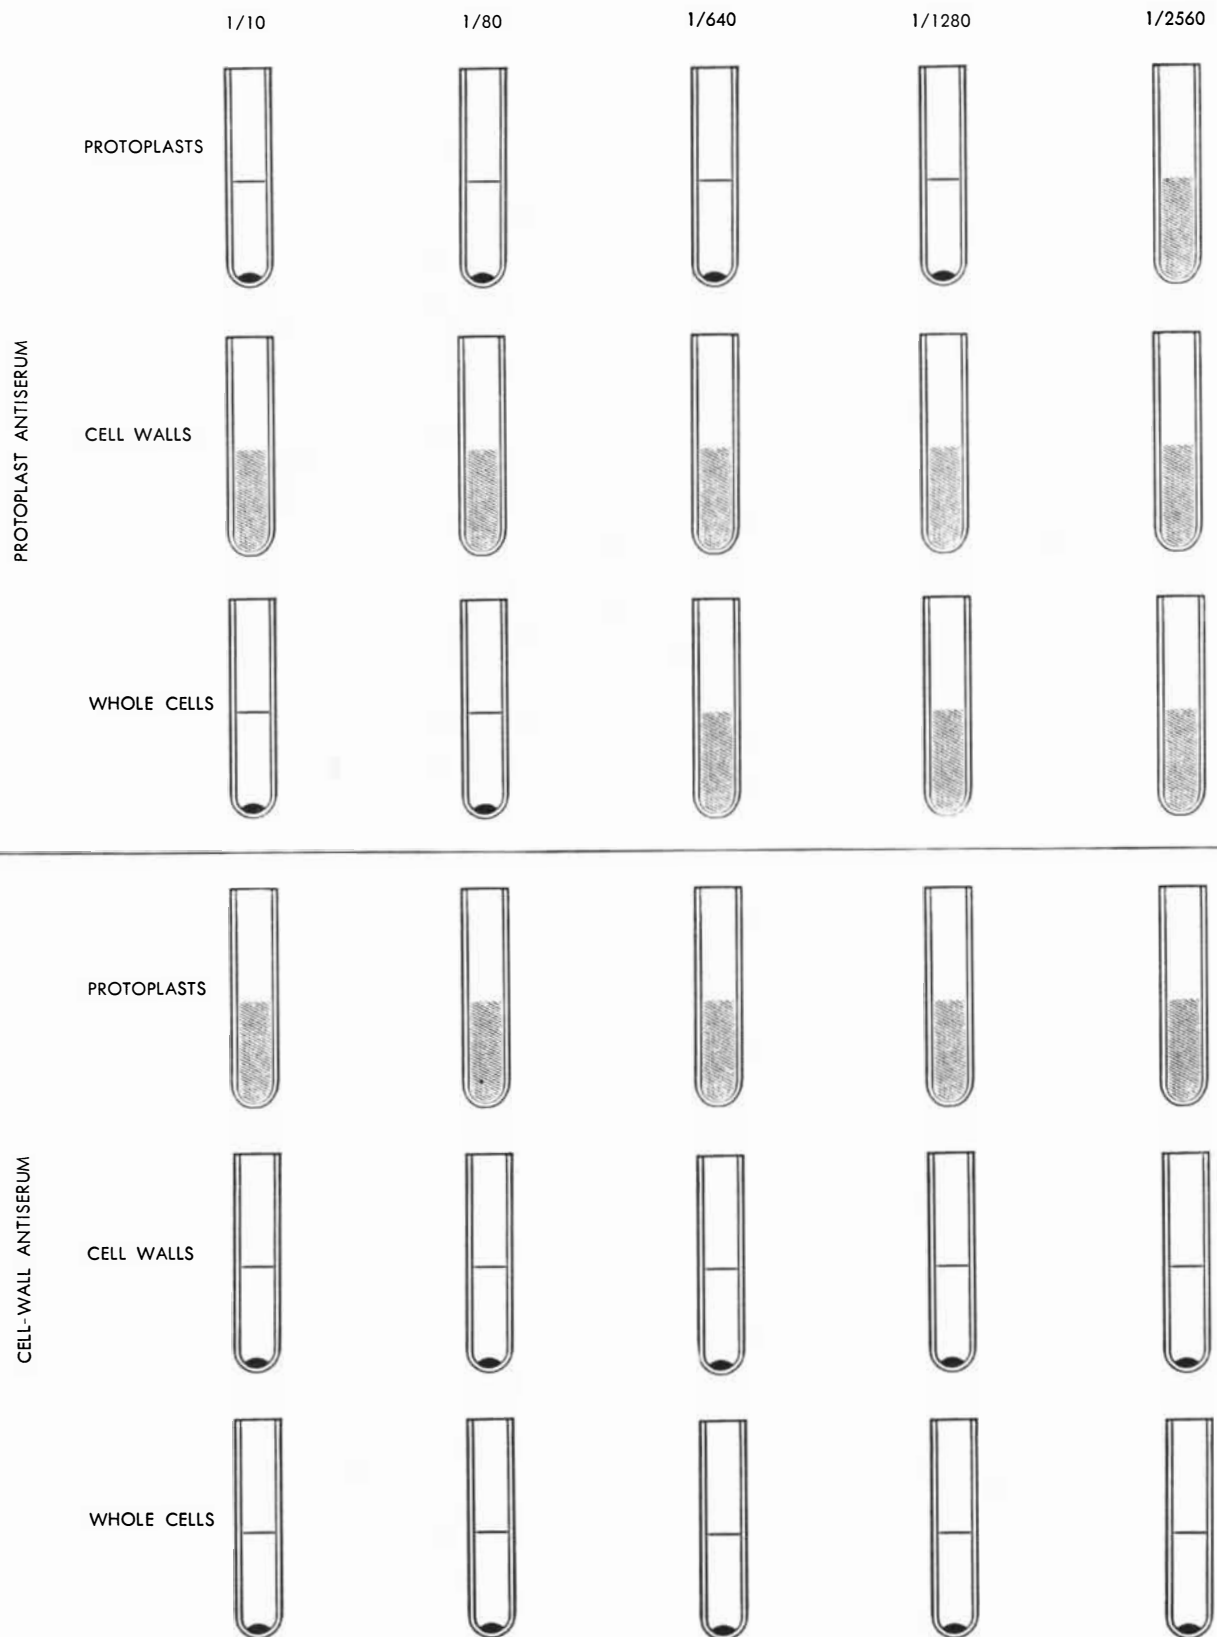 1/10 1/80 1/640 1/1280 1/2560
PROTOPLAST ANTISERUM
PROTOPLASTS
CELL WALLS
WHOLE CELLS
CELL-WALL ANTISERUM
PROTOPLASTS
CELL WALLS
WHOLE CELLS